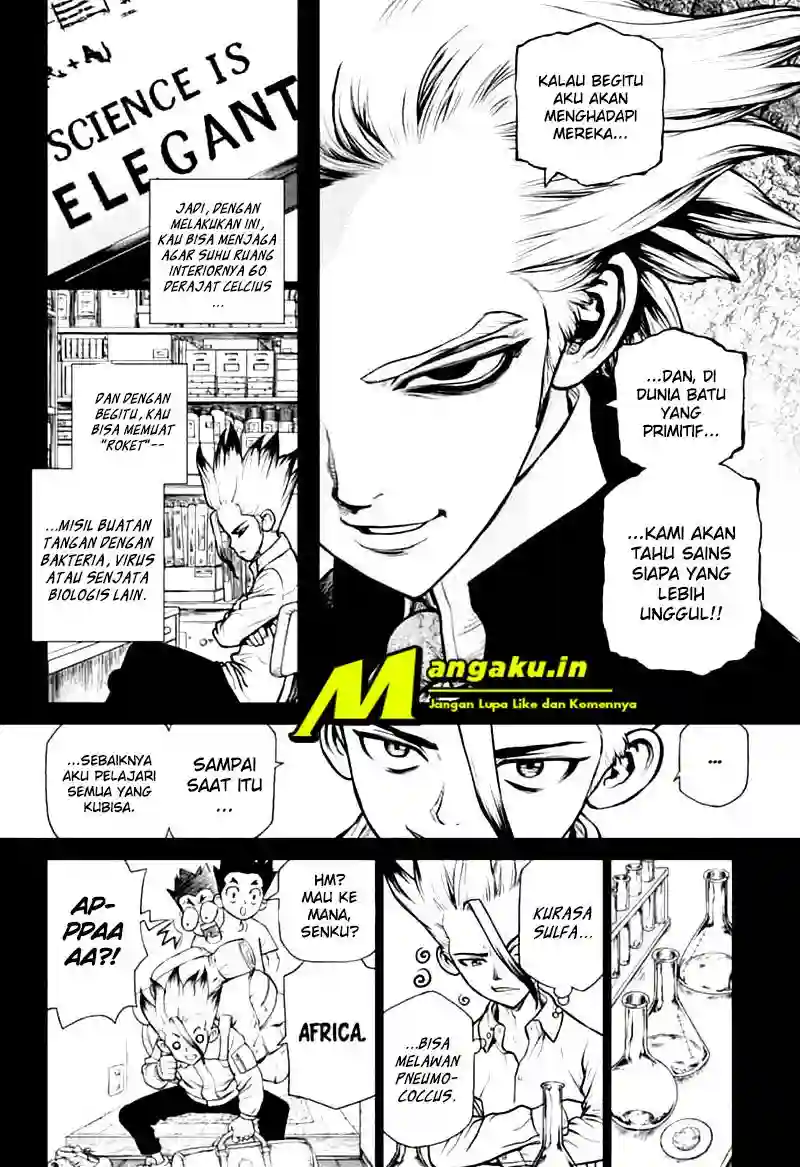 SCIENCE IS
ELEGANT
JADI, DENGAN
MELAKUKAN INI,
KAU BISA MENJAGA
AGAR SUHU RUANG
INTERIORNYA 60
DERAJAT CELCIUS
...
DAN DENGAN
BEGITU, KAU
BISA MEMUAT
"ROKET"--
...MISIL BUATAN
TANGAN DENGAN
BAKTERIA, VIRUS
ATAU SENJATA
BIOLOGIS LAIN.
KALAU BEGITU
AKU AKAN
MENGHADAPI
MEREKA...
...DAN, DI
DUNIA BATU
YANG
PRIMITIF...
...KAMI AKAN
TAHU SAINS
SIAPA YANG
LEBIH
UNGGUL!!
Mangaku.in
Jangan Lupa Like dan Komennya
...SEBAIKNYA
AKU PELAJARI
SEMUA YANG
KUBISA.
SAMPAI
SAAT ITU
...
...
AP-
PPAA
AA?!
HM?
MAU KE
MANA,
SENKU?
AFRICA.
KURASA
SULFA...
...BISA
MELAWAN
PNEUMO-
COCCUS.